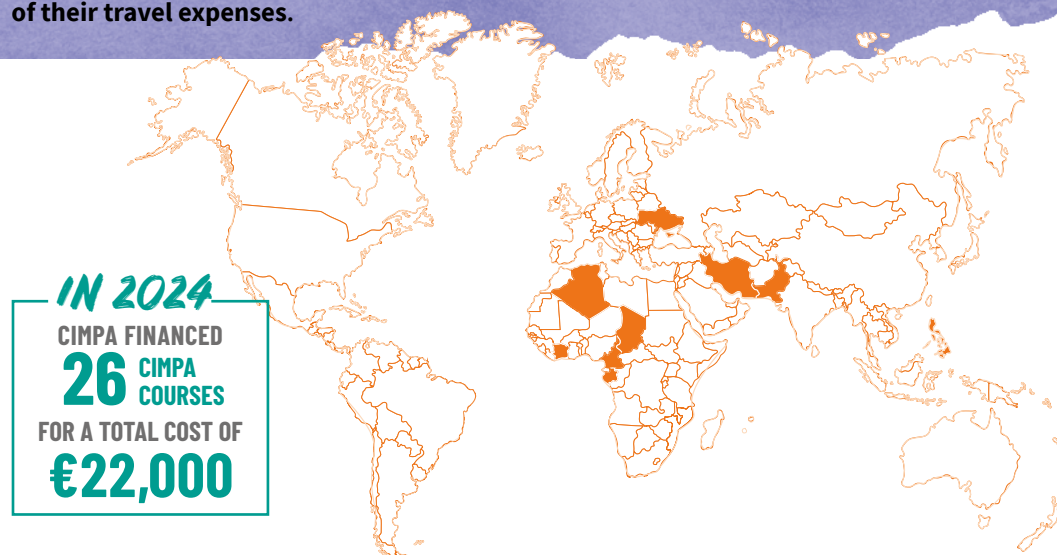 of their travel expenses.
IN 2024
CIMPA FINANCED
26 CIMPA
COURSES
FOR A TOTAL COST OF
€22,000